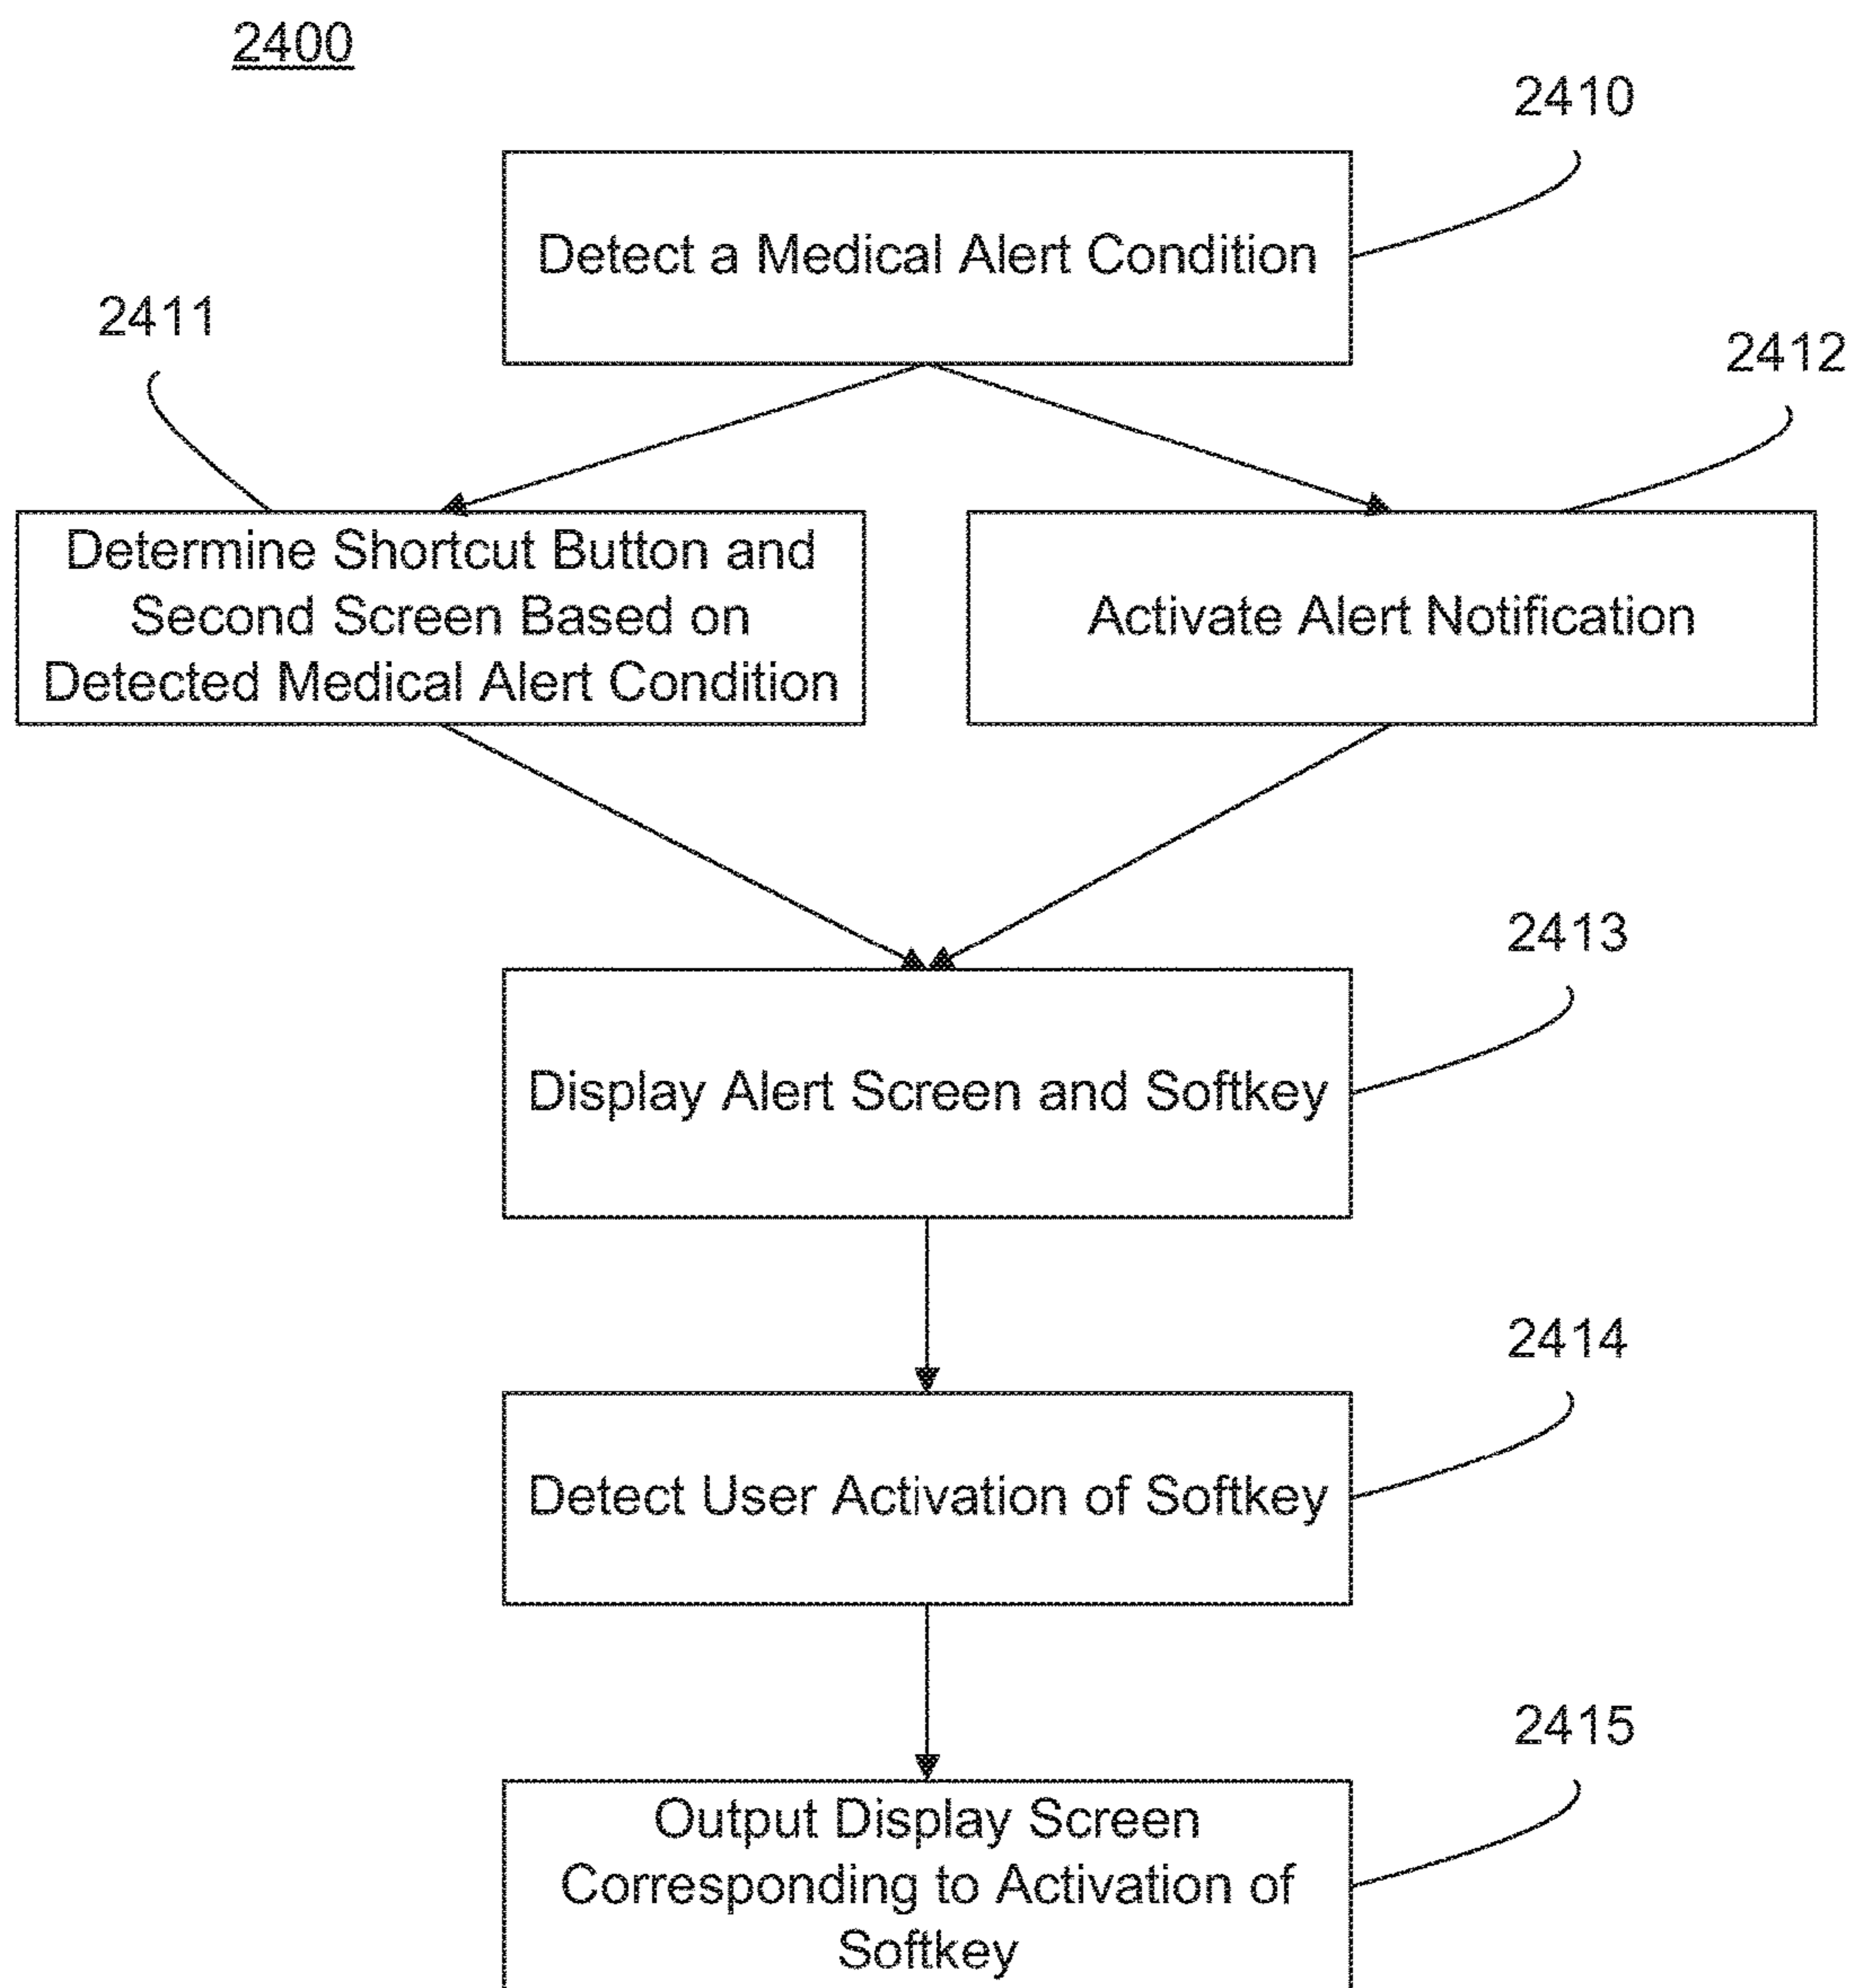 2400
2410
Detect a Medical Alert Condition
2411
2412
Determine Shortcut Button and
Second Screen Based on
Detected Medical Alert Condition
Activate Alert Notification
2413
Display Alert Screen and Softkey
2414
Detect User Activation of Softkey
2415
Output Display Screen
Corresponding to Activation of
Softkey